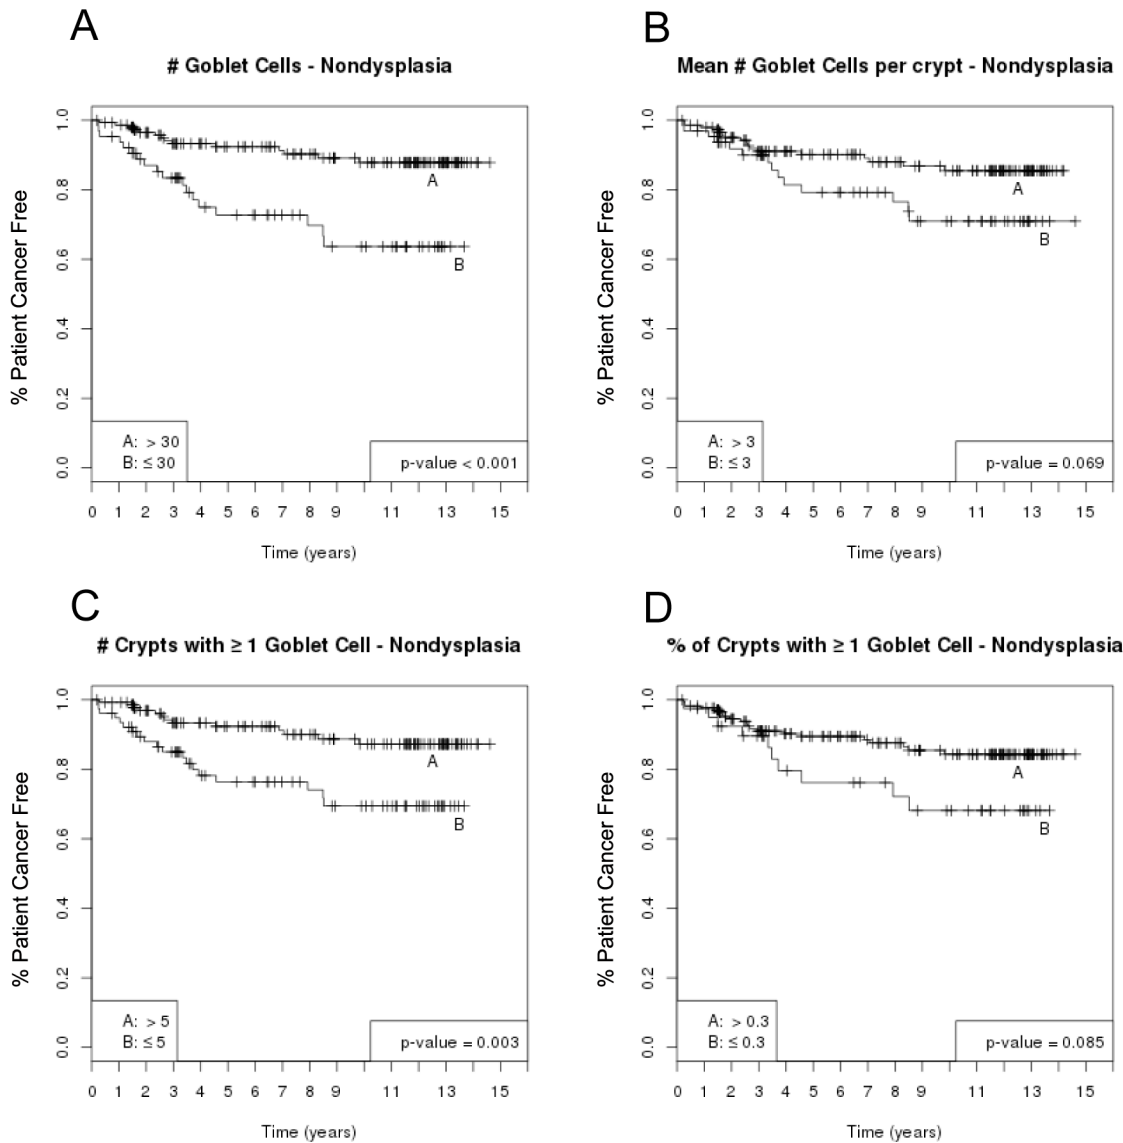 A
# Goblet Cells - Nondysplasia
% Patient Cancer Free
1.0
0.8
0.6
0.4
0.2
0.0
A
B
A: > 30
B: ≤ 30
p-value < 0.001
0 1 2 3 4 5 6 7 8 9 11 13 15
Time (years)
B
Mean # Goblet Cells per crypt - Nondysplasia
% Patient Cancer Free
1.0
0.8
0.6
0.4
0.2
0.0
A
B
A: > 3
B: ≤ 3
p-value = 0.069
0 1 2 3 4 5 6 7 8 9 11 13 15
Time (years)
C
# Crypts with ≥ 1 Goblet Cell - Nondysplasia
% Patient Cancer Free
1.0
0.8
0.6
0.4
0.2
0.0
A
B
A: > 5
B: ≤ 5
p-value = 0.003
0 1 2 3 4 5 6 7 8 9 11 13 15
Time (years)
D
% of Crypts with ≥ 1 Goblet Cell - Nondysplasia
% Patient Cancer Free
1.0
0.8
0.6
0.4
0.2
0.0
A
B
A: > 0.3
B: ≤ 0.3
p-value = 0.085
0 1 2 3 4 5 6 7 8 9 11 13 15
Time (years)